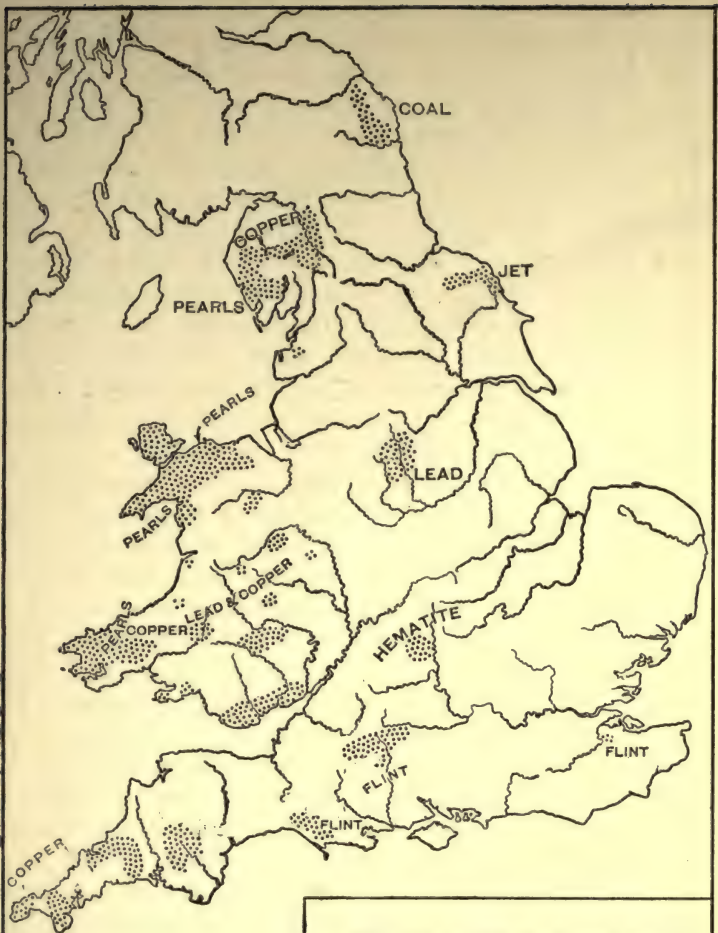 COAL
COPPER
JET
PEARLS
PEARLS
LEAD
PEARLS
LEAD & COPPER
PEARLS
COPPER
HEMATITE
FLINT
FLINT
FLINT
COPPER